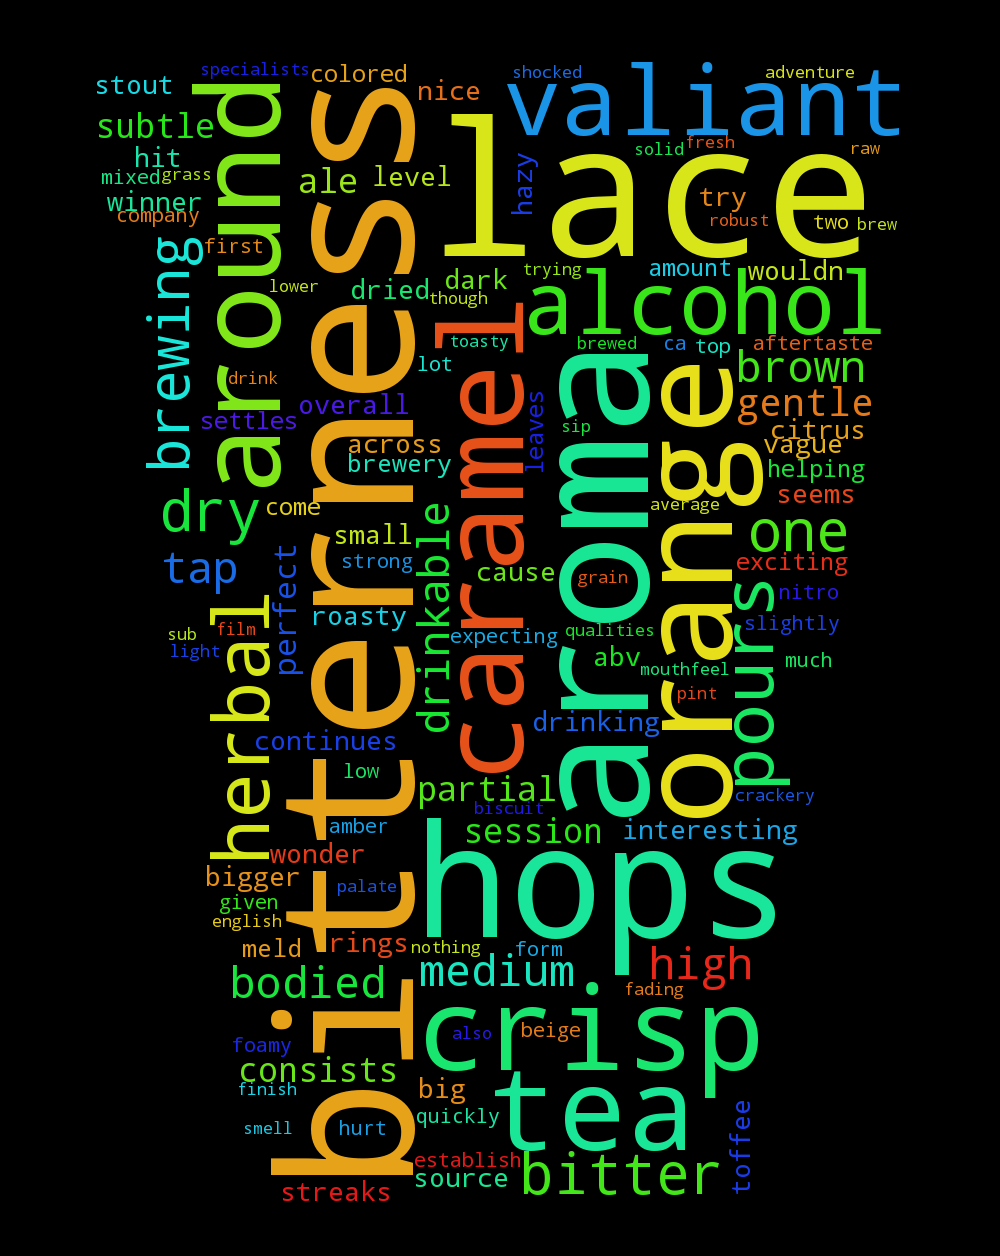 specialists
colored
shocked
adventure
stout
nice
valiant
subtle
around
bitterness
lace
solid
fresh
raw
hit
mixed
grass
ale
level
hazy
winner
company
try
robust
two
brew
brewing
first
lower
dried
though
dark
trying
amount
wouldn
alcohol
caramel
toasty
lot
brewed
ca
top
aftertaste
aroma
orange
brown
drink
settles
overall
leaves
sip
gentle
citrus
across
vague
brewery
helping
dry
come
seems
average
small
drinkable
one
tap
perfect
strong
cause
grain
exciting
nitro
roasty
pours
slightly
herbal
sub
film
light
expecting
qualities
abv
mouthfeel
much
pint
continues
drinking
low
partial
biscuit
crackery
amber
session
interesting
hops
wonder
bigger
palate
given
english
meld
rings
nothing
form
bodied
medium
high
fading
crisp
foamy
also
beige
consists
finish
big
tea
smell
hurt
quickly
toffee
establish
source
bitter
streaks